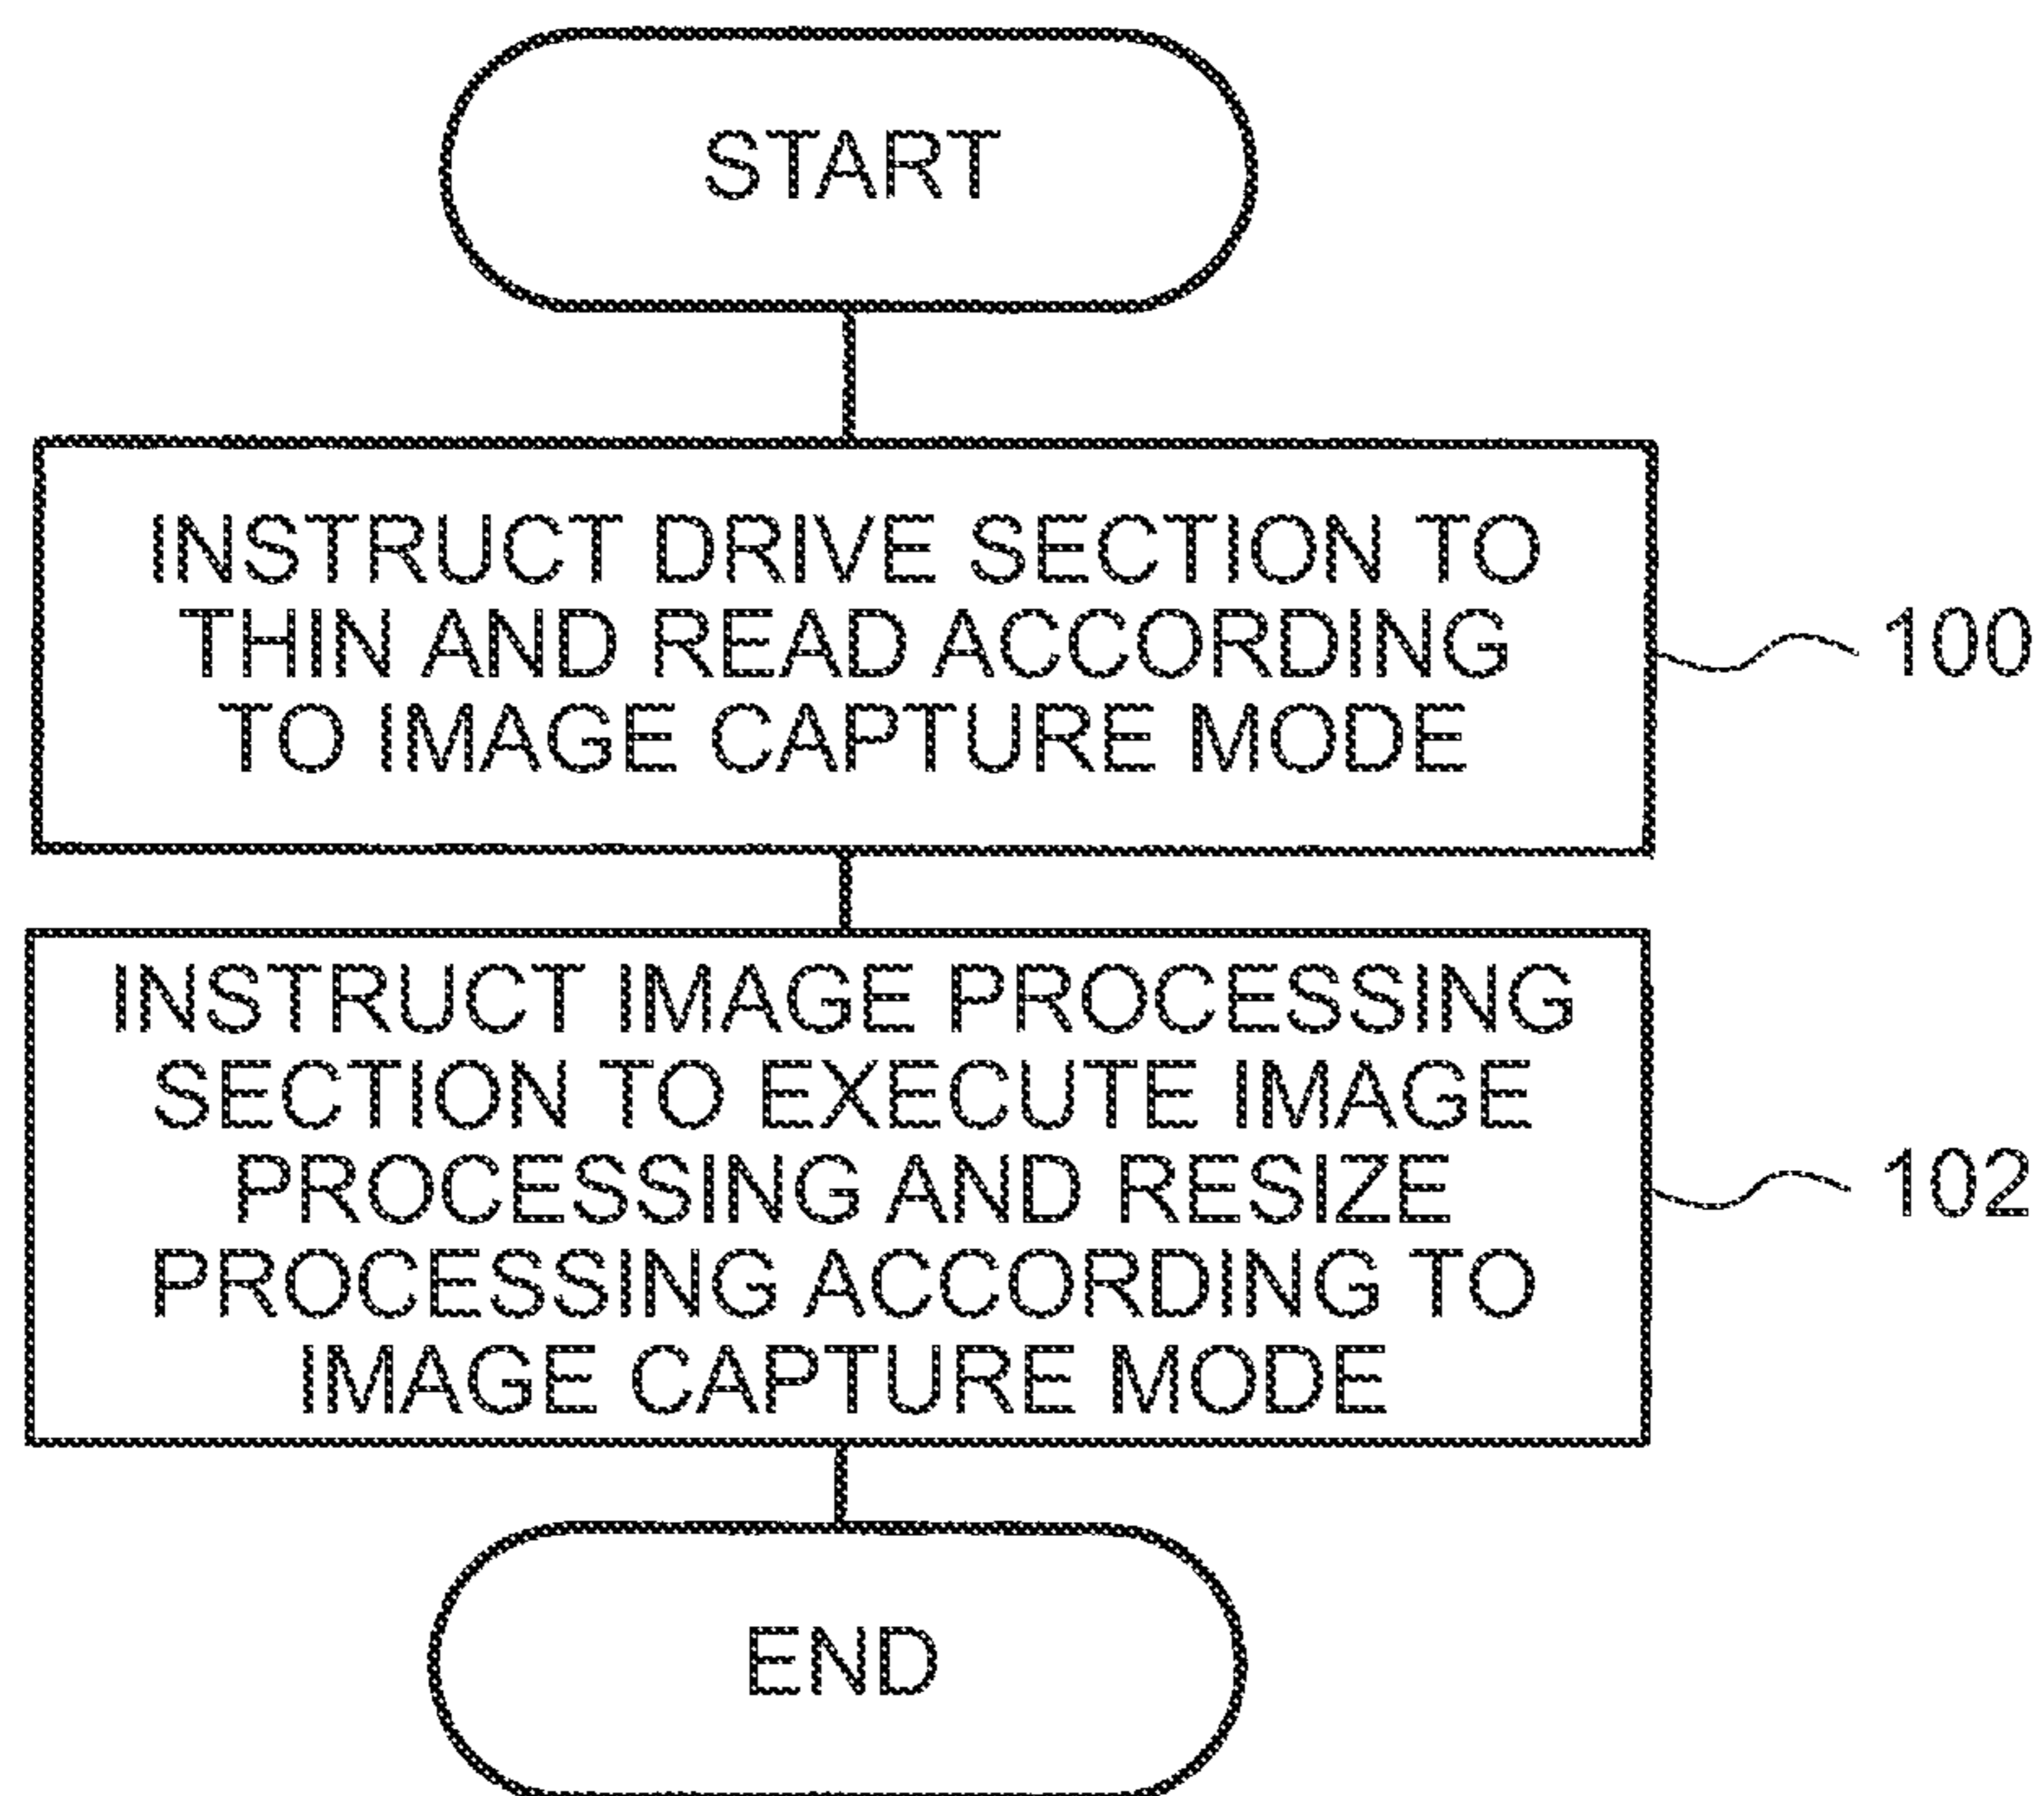 START
INSTRUCT DRIVE SECTION TO
THIN AND READ ACCORDING
TO IMAGE CAPTURE MODE
100
INSTRUCT IMAGE PROCESSING
SECTION TO EXECUTE IMAGE
PROCESSING AND RESIZE
PROCESSING ACCORDING TO
IMAGE CAPTURE MODE
102
END